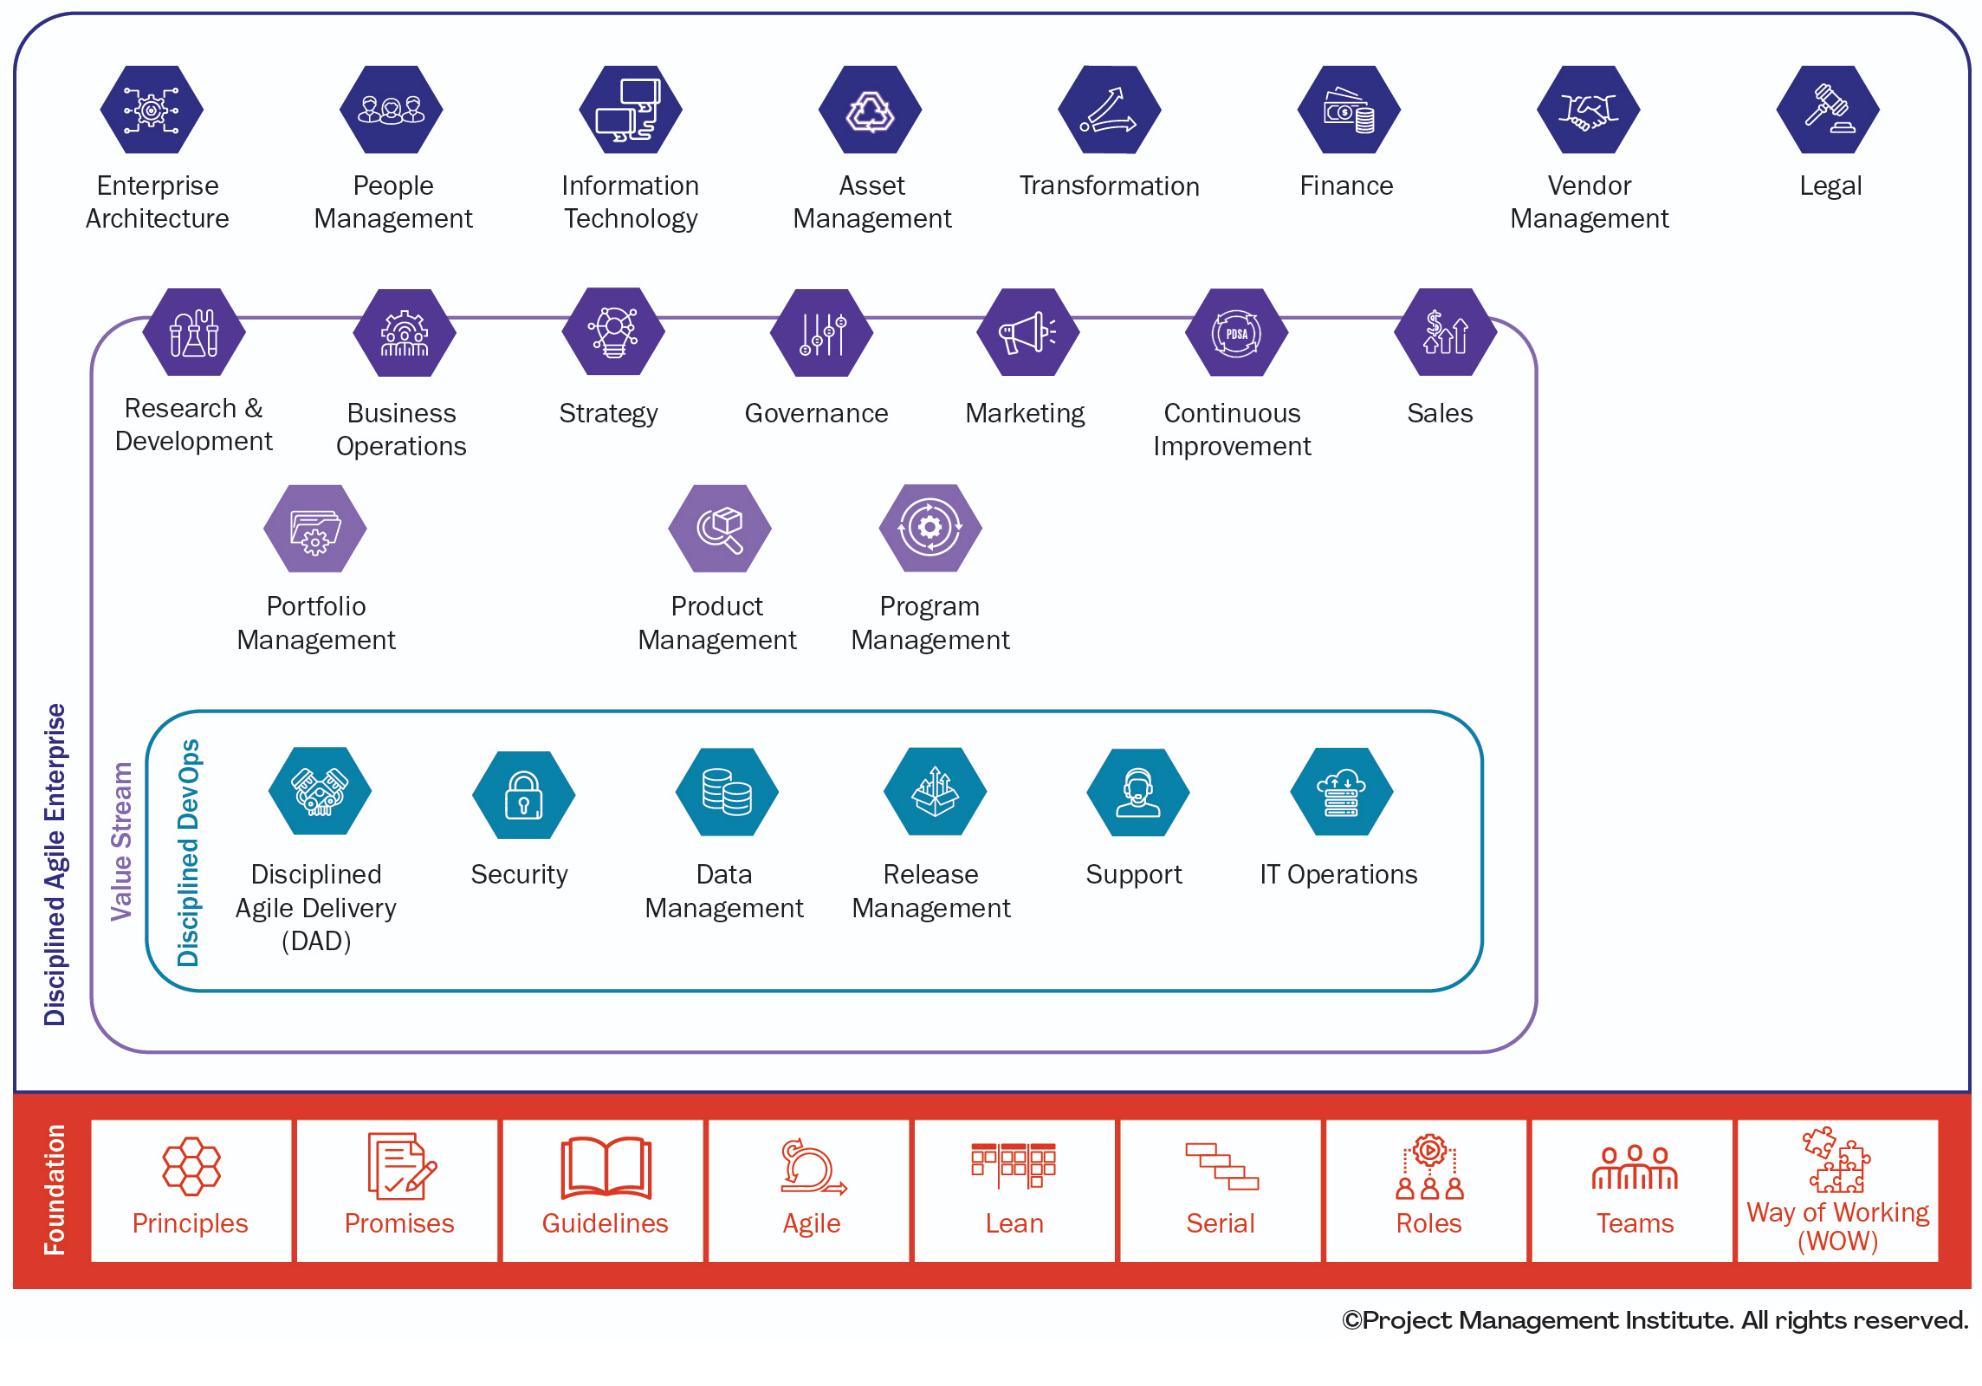 Enterprise
Architecture
People
Management
Information
Technology
Asset
Management
Transformation
Finance
Vendor
Management
Legal
Research &
Development
Business
Operations
Strategy
Governance
Marketing
PDSA
Continuous
Improvement
$
Sales
Portfolio
Management
Product
Management
Program
Management
Disciplined Agile Enterprise
Value Stream
Disciplined DevOps
Disciplined
Agile Delivery
(DAD)
Security
Data
Management
Release
Management
Support
IT Operations
Foundation
Principles
Promises
Guidelines
Agile
Lean
Serial
Roles
Teams
Way of Working
(WOW)
©Project Management Institute. All rights reserved.